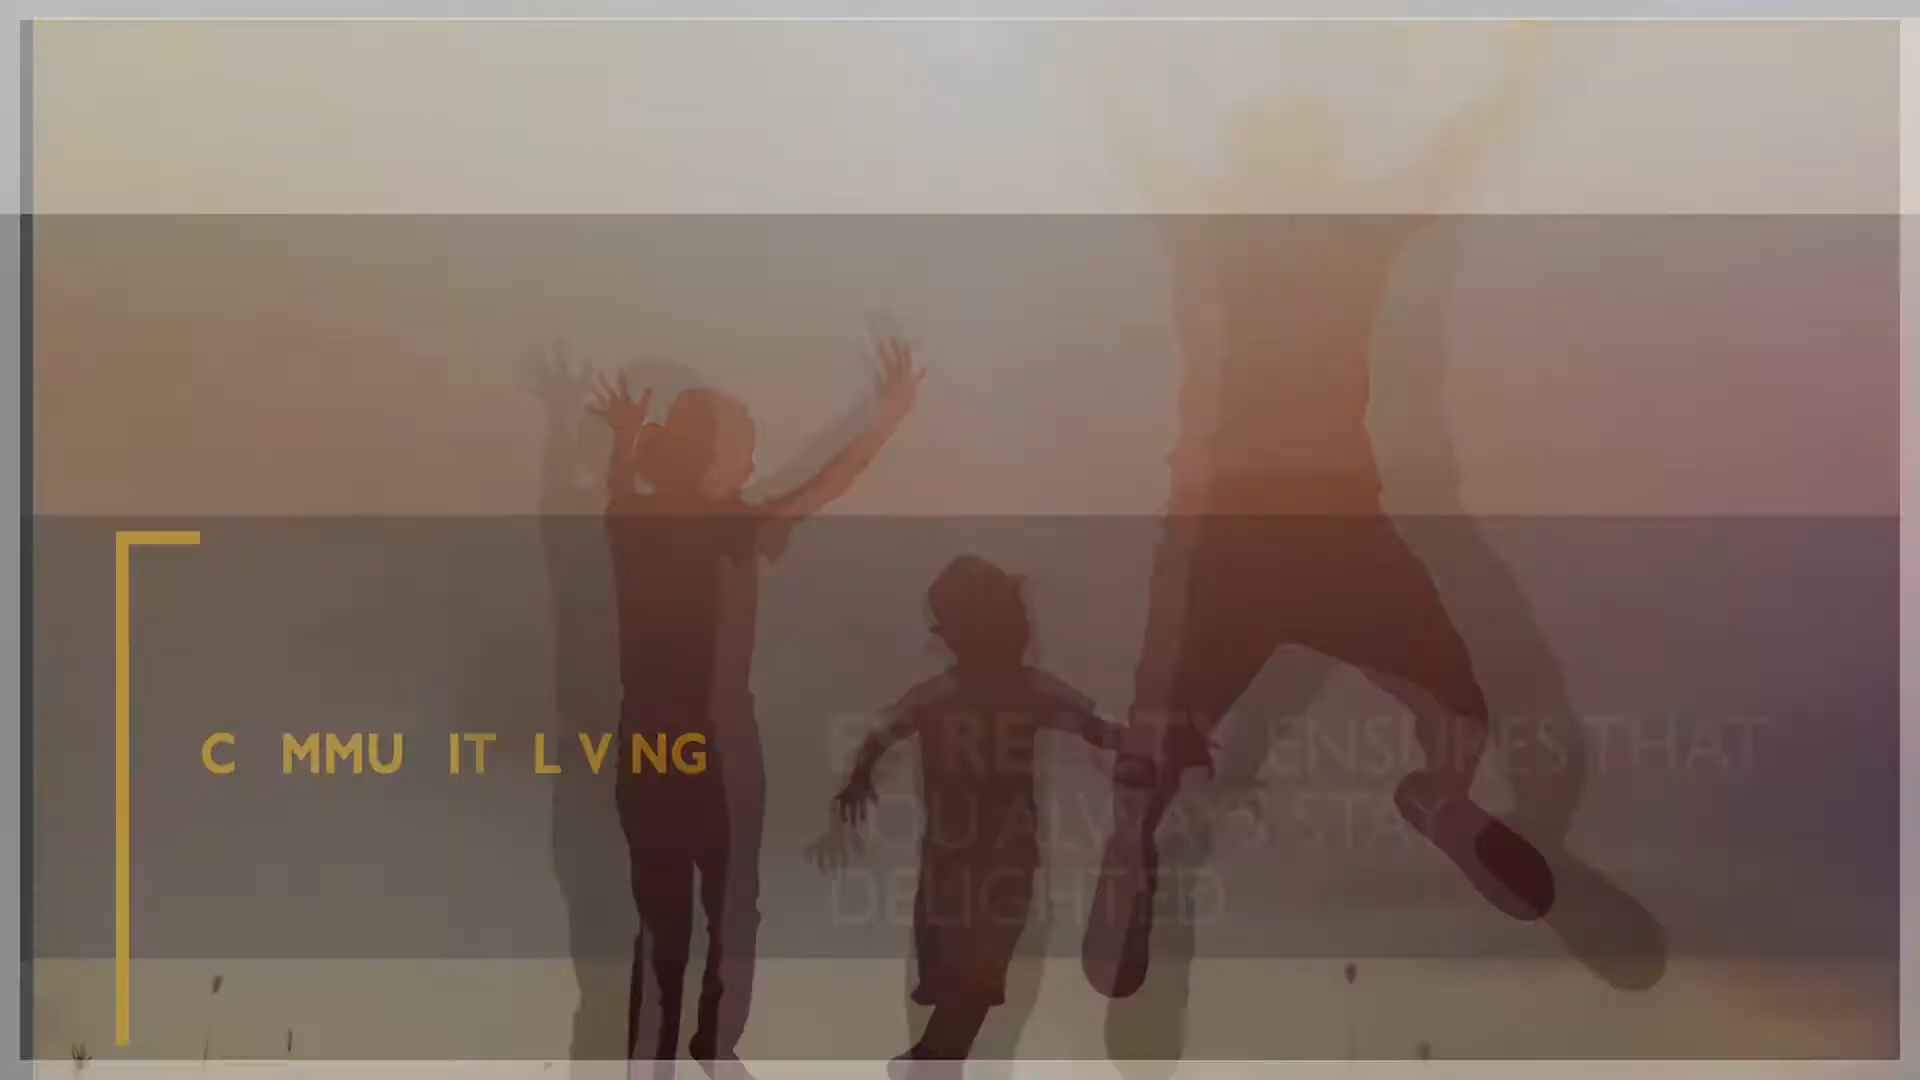 C MMU IT L V NG
ENSURES THAT
YOU ALWAYS STAY
DELIGHTED